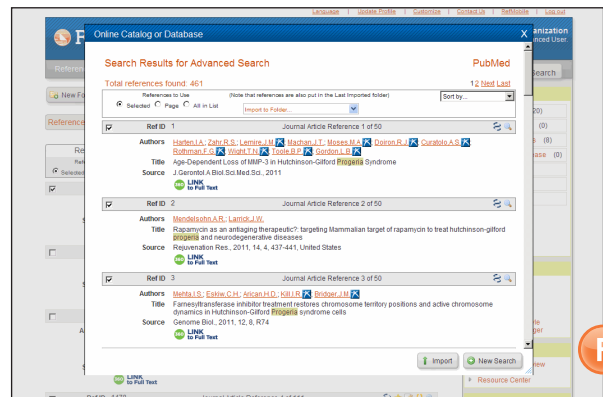 Language | Update Profile | Customize | Contact Us | RefMobile | Log out
Online Catalog or Database X
Search Results for Advanced Search PubMed
Total references found: 461 1 2 Next Last
References to Use (Note that references are also put in the Last Imported folder) Sort by...
Selected Page All in List Import to Folder...
Ref ID 1 Journal Article Reference 1 of 50
Authors Harten,I.A.; Zahr,R.S.; Lemire,J.M.; Machan,J.T.; Moses,M.A.; Doiron,R.J.; Curatolo,A.S.;
Rothman,F.G.; Wight,T.N.; Toole,B.P.; Gordon,L.B.
Title Age-Dependent Loss of MMP-3 in Hutchinson-Gilford Progeria Syndrome
Source J.Gerontol.A Biol.Sci.Med.Sci., 2011
360 LINK
to Full Text
Ref ID 2 Journal Article Reference 2 of 50
Authors Mendelsohn,A.R.; Larrick,J.W.
Title Rapamycin as an antiaging therapeutic?: targeting Mammalian target of rapamycin to treat hutchinson-gilford
progeria and neurodegenerative diseases
Source Rejuvenation Res., 2011, 14, 4, 437-441, United States
360 LINK
to Full Text
Ref ID 3 Journal Article Reference 3 of 50
Authors Mehta,I.S.; Eskiw,C.H.; Arican,H.D.; Kill,I.R.; Bridger,J.M.
Title Farnesyltransferase inhibitor treatment restores chromosome territory positions and active chromosome
dynamics in Hutchinson-Gilford Progeria syndrome cells
Source Genome Biol., 2011, 12, 8, R74
360 LINK
to Full Text
Import New Search
LINK
to Full Text
Resource Center